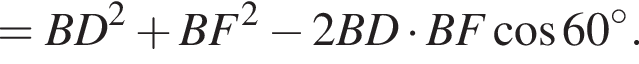 = BD² + BF² − 2BD · BF cos 60°.